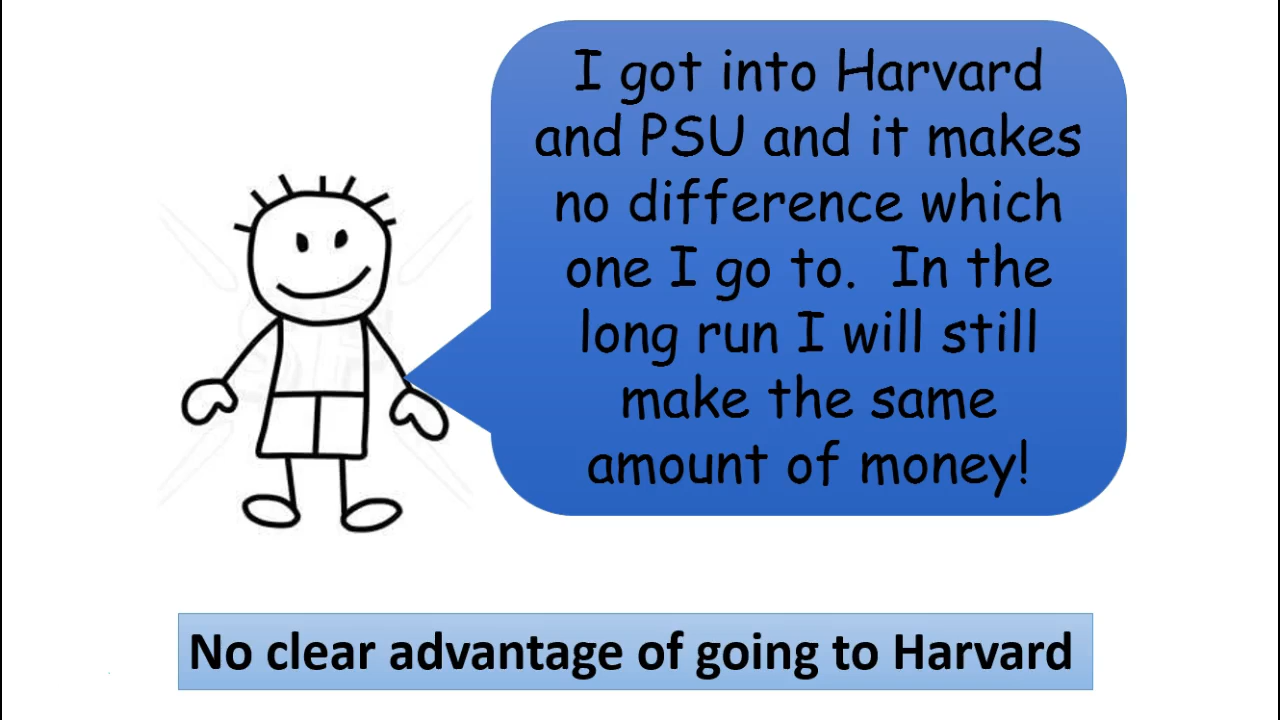 I got into Harvard
and PSU and it makes
no difference which
one I go to.  In the
long run I will still
make the same
amount of money!
No clear advantage of going to Harvard